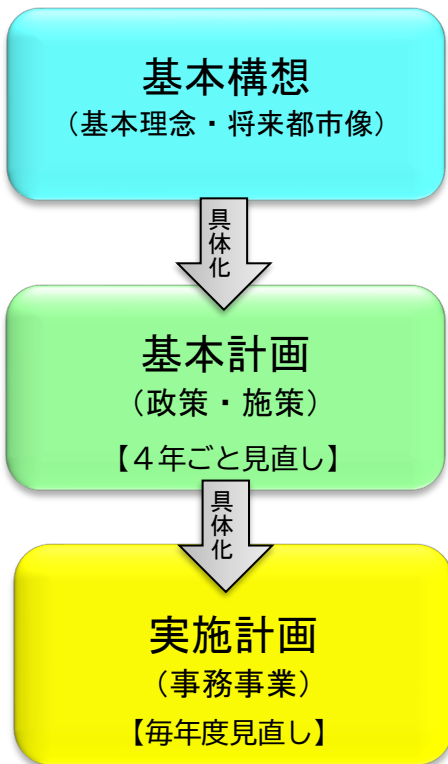 基本構想
（基本理念・将来都市像）
具体化
基本計画
（政策・施策）
【４年ごと見直し】
具体化
実施計画
（事務事業）
【毎年度見直し】